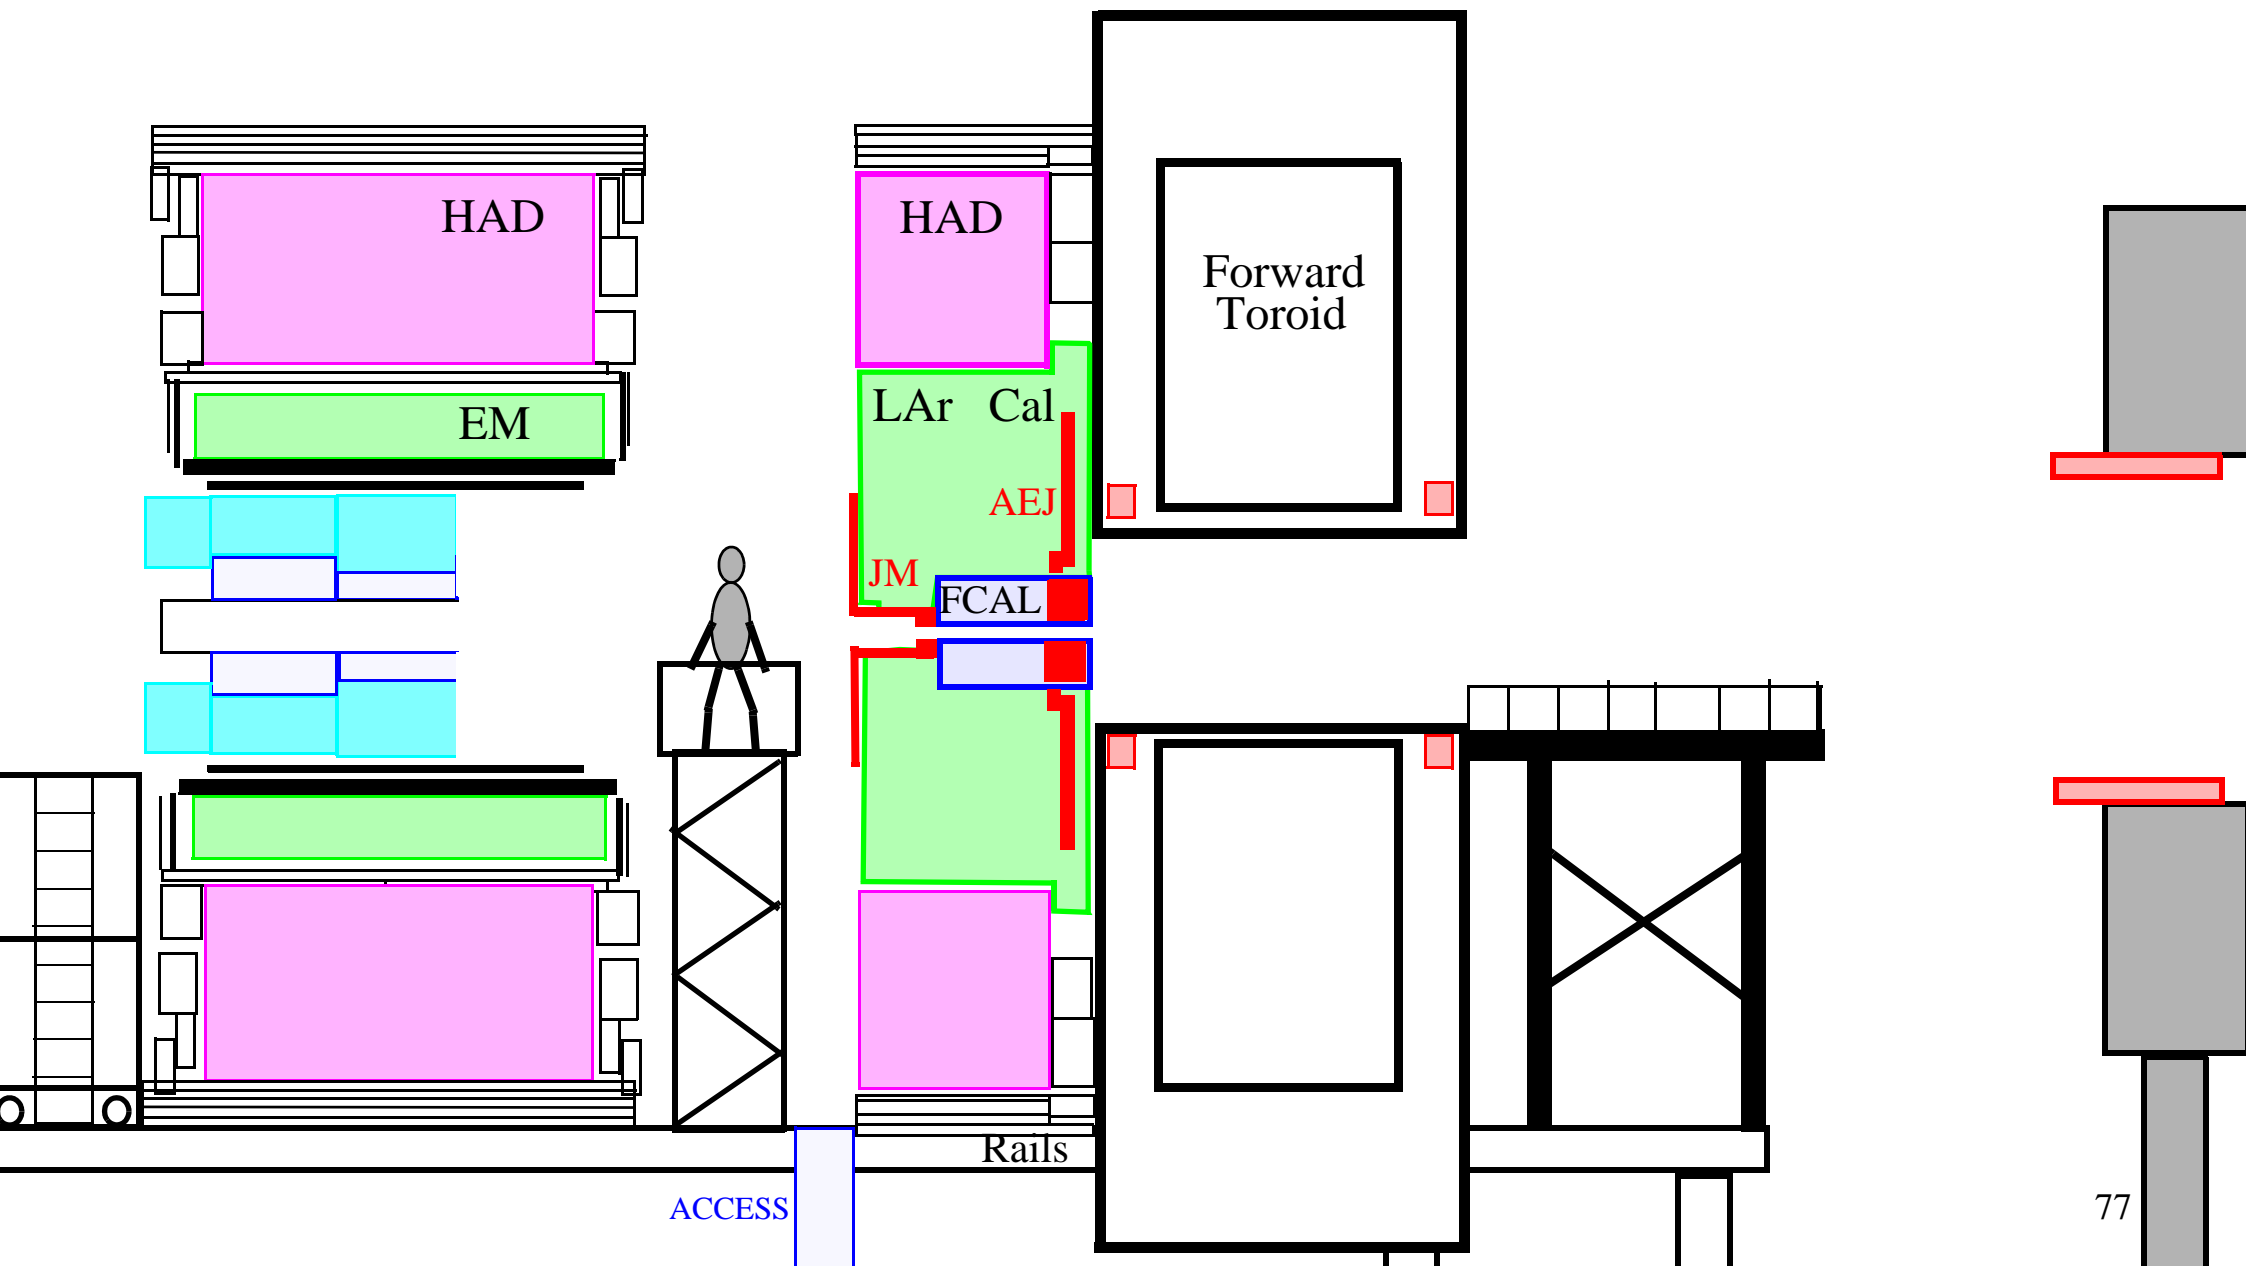 HAD
HAD
Forward
Toroid
LAr Cal
EM
AEJ
JM
FCAL
Rails
ACCESS
77